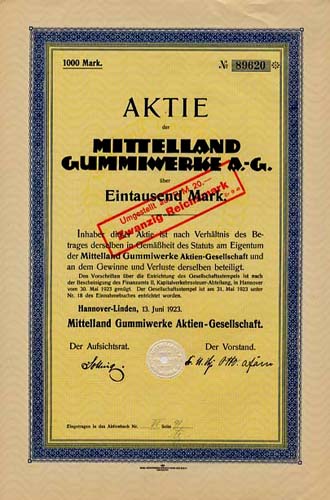 1000 Mark.
№ 89620
AKTIE
der
MITTELLAND
GUMMIWERKE A.-G.
über
Eintausend Mark.
Umgestellt auf RM. 20.—
Zwanzig Reichsmark
Inhaber dieser Aktie ist nach Verhältnis des Be-
trages derselben in Gemäßheit des Statuts am Eigentum
der Mittelland Gummiwerke Aktien-Gesellschaft und
an dem Gewinne und Verluste derselben beteiligt.
Den Vorschriften über die Entrichtung des Gesellschaftsstempels ist nach
der Bescheinigung des Finanzamts II, Kapitalverkehrssteuer-Abteilung, in Hannover
vom 30. Mai 1923 genügt. Der Gesellschaftsstempel ist am 31. Mai 1923 unter
Nr. 18 des Einnahmebuches entrichtet worden.
Hannover-Linden, 13. Juni 1923.
Mittelland Gummiwerke Aktien-Gesellschaft.
Der Aufsichtsrat. Der Vorstand.
Eingetragen in das Aktienbuch Nr. Seite